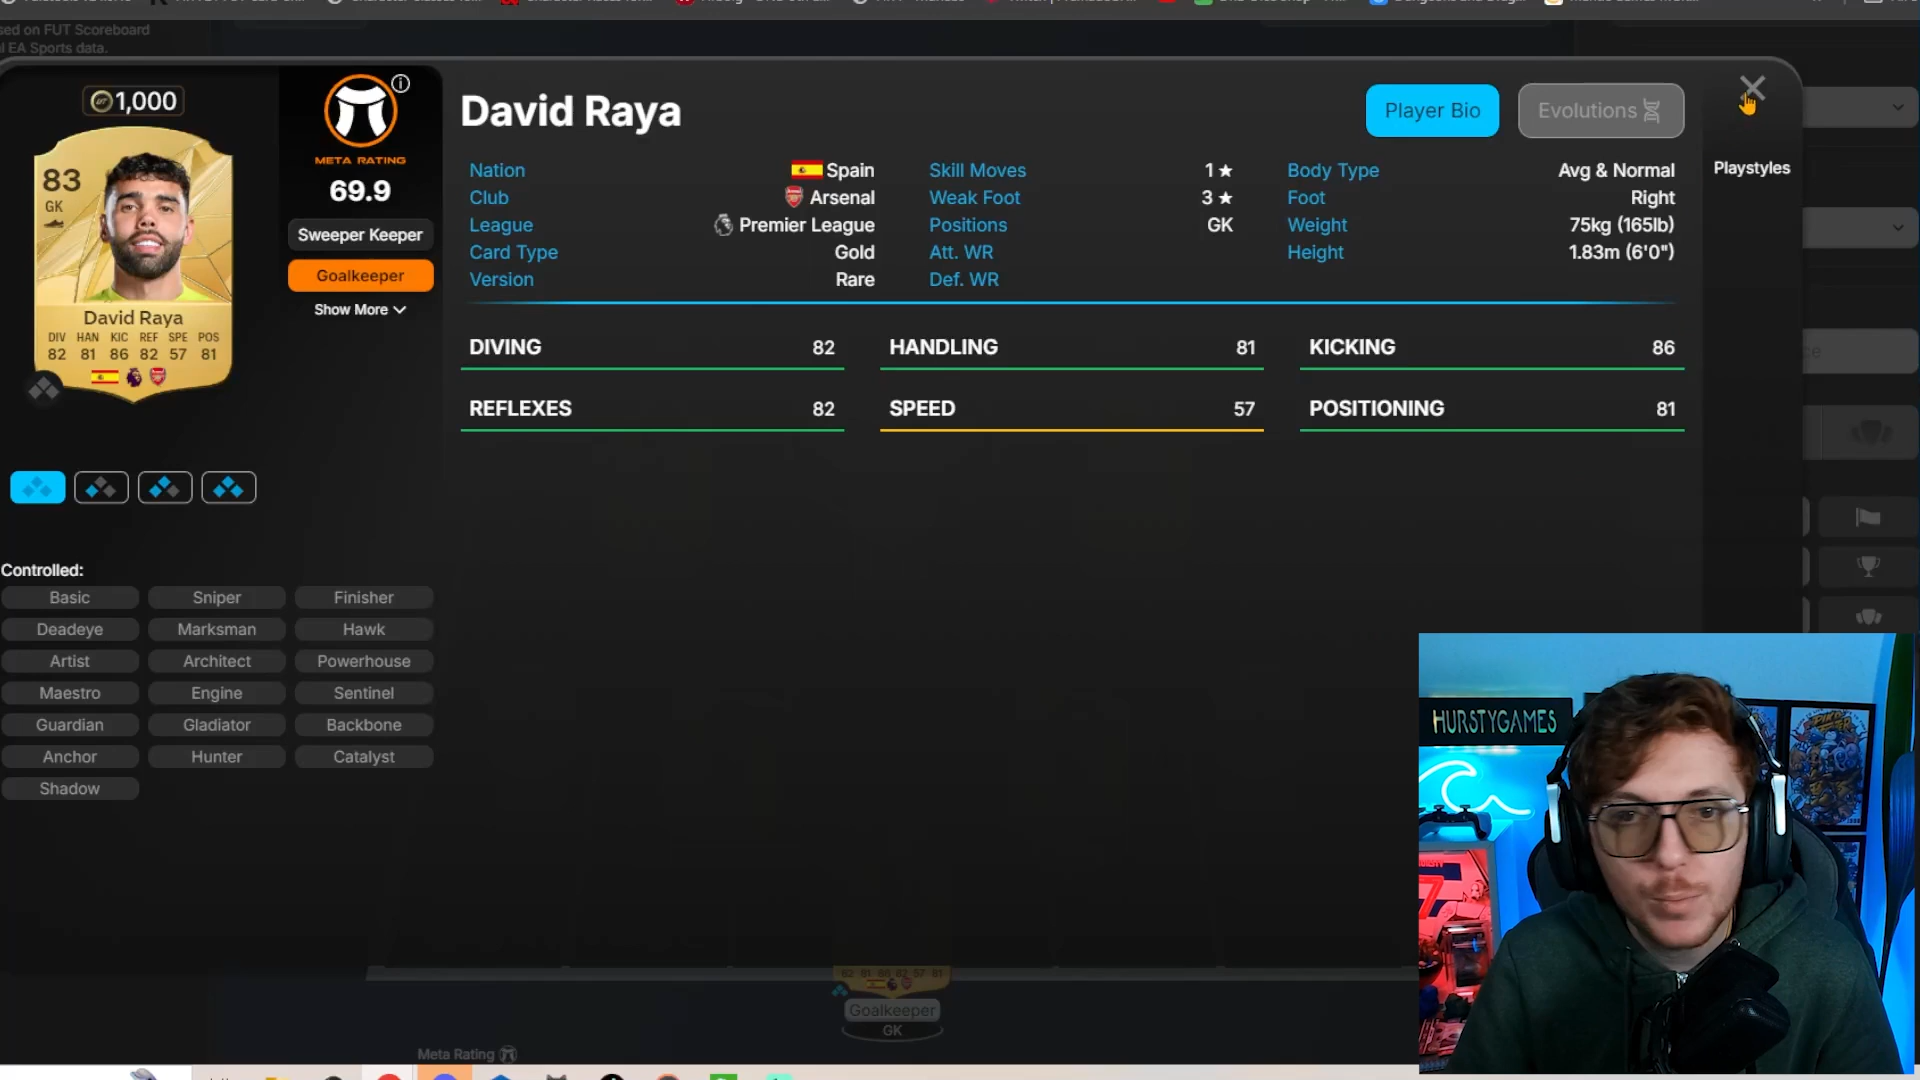 sed on FUT Scoreboard
l EA Sports data.
1,000
META RATING
69.9
Sweeper Keeper
Goalkeeper
Show More
83
GK
David Raya
DIV HAN KIC REF SPE POS
82 81 86 82 57 81
David Raya
Player Bio
Evolutions
Playstyles
Nation Spain
Club Arsenal
League Premier League
Card Type Gold
Version Rare
Skill Moves 1★
Weak Foot 3★
Positions GK
Att. WR
Def. WR
Body Type Avg & Normal
Foot Right
Weight 75kg (165lb)
Height 1.83m (6'0")
DIVING 82
HANDLING 81
KICKING 86
REFLEXES 82
SPEED 57
POSITIONING 81
Controlled:
Basic Sniper Finisher
Deadeye Marksman Hawk
Artist Architect Powerhouse
Maestro Engine Sentinel
Guardian Gladiator Backbone
Anchor Hunter Catalyst
Shadow
HURSTYGAMES
Goalkeeper
GK
Meta Rating